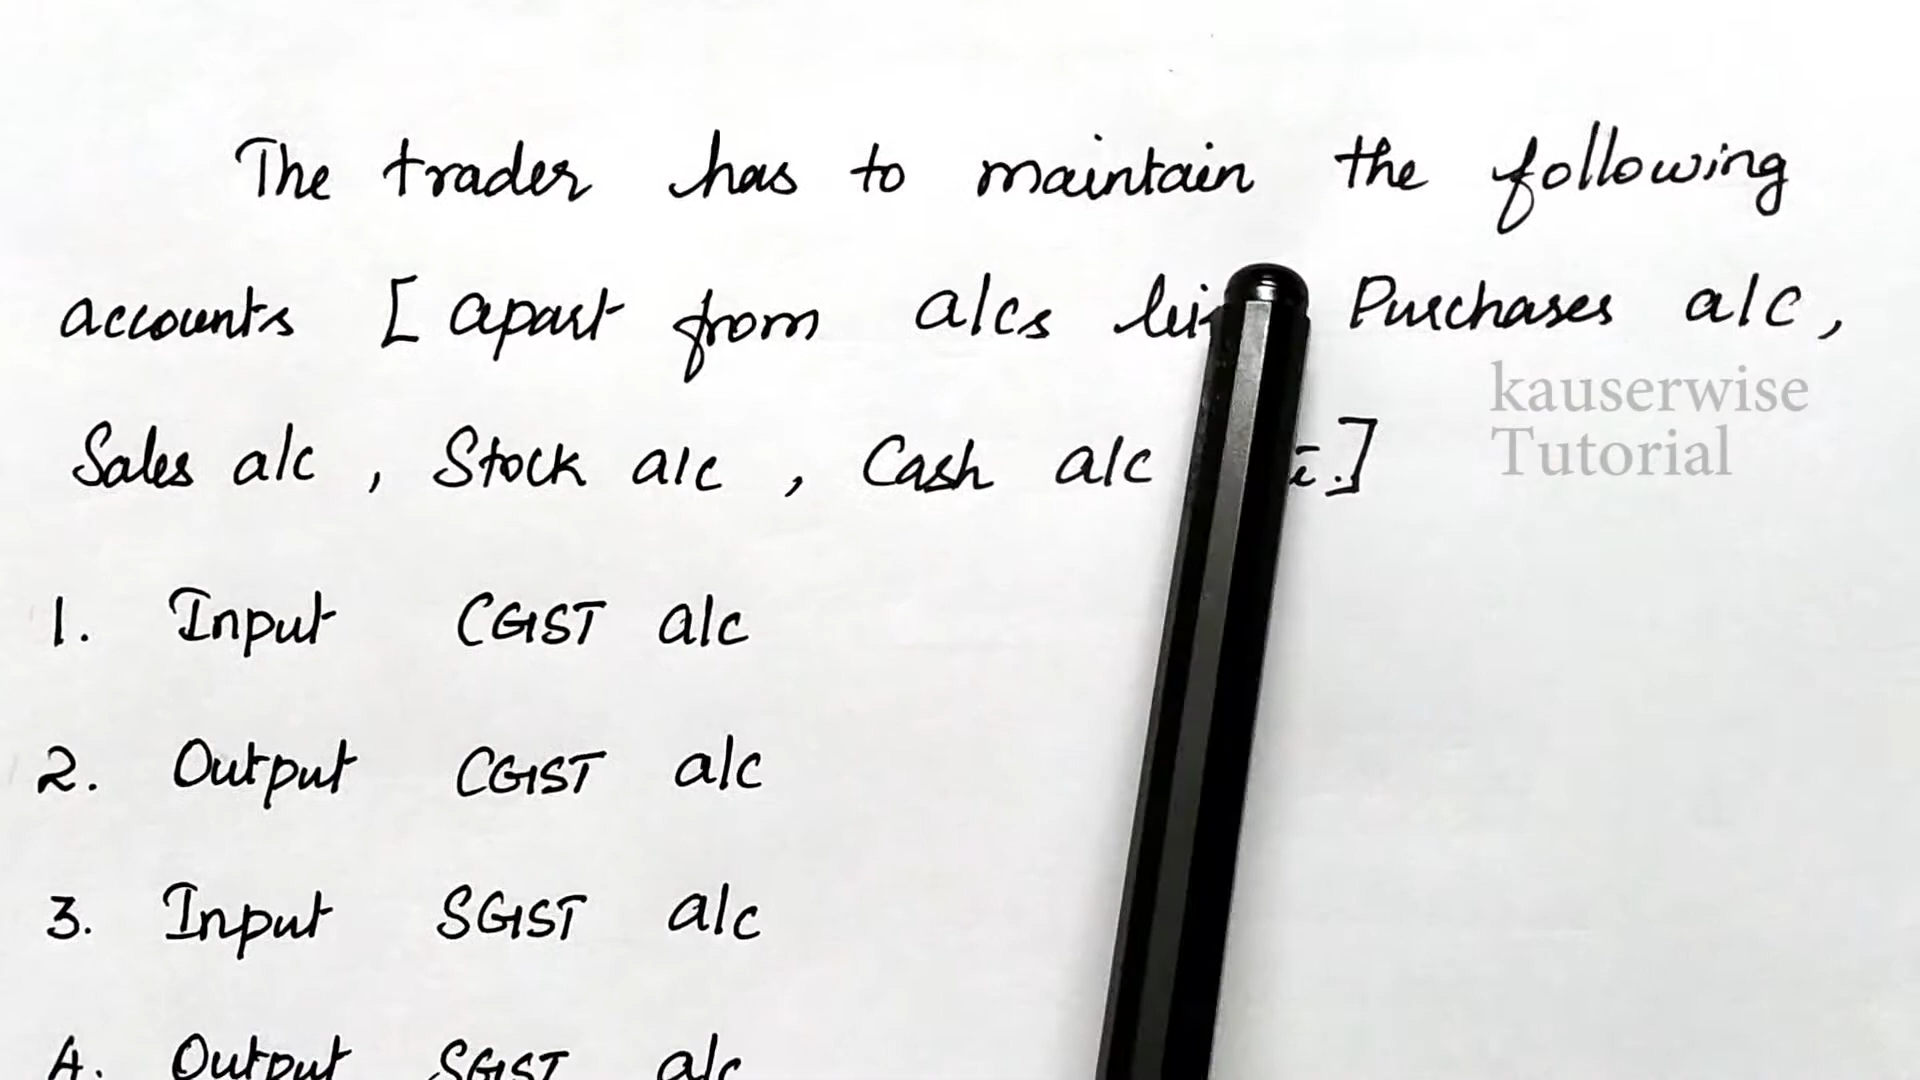 The trader has to maintain the following
accounts [ apart from a/cs Purchases a/c,
Sales a/c, Stock a/c, Cash a/c ]
kauserwise
Tutorial
1. Input CGST a/c
2. Output CGST a/c
3. Input SGST a/c
4. Output SGST a/c